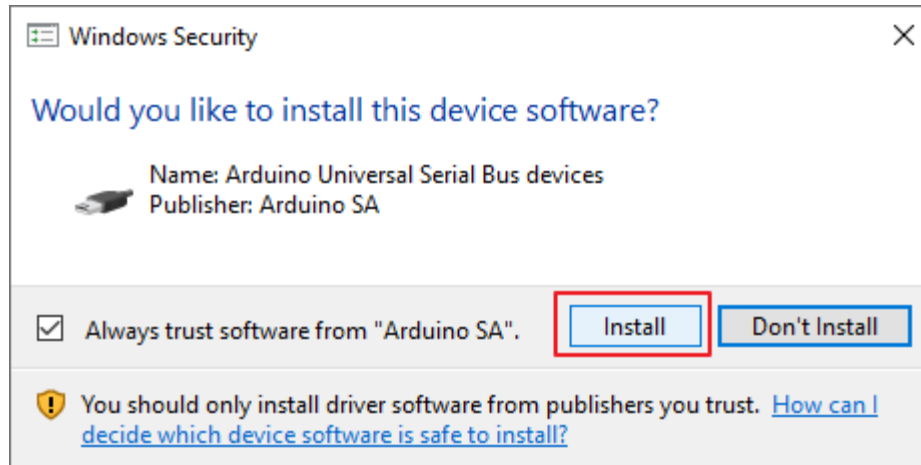 Windows Security
Would you like to install this device software?
Name: Arduino Universal Serial Bus devices
Publisher: Arduino SA
Always trust software from "Arduino SA".
Install
Don't Install
You should only install driver software from publishers you trust. How can I
decide which device software is safe to install?